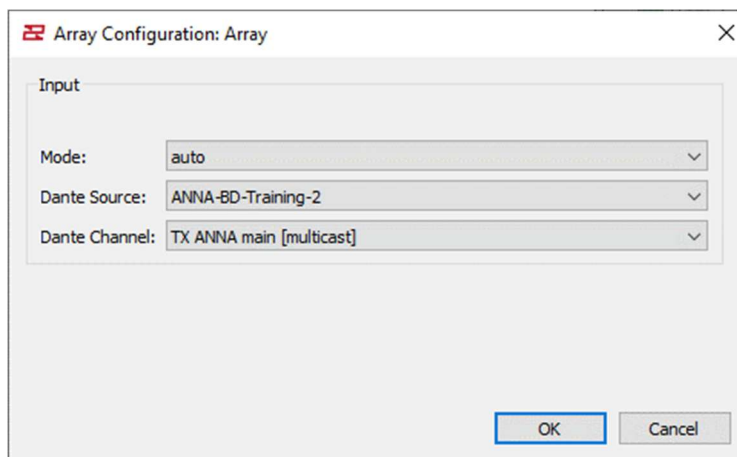 Array Configuration: Array
Input
Mode: auto
Dante Source: ANNA-BD-Training-2
Dante Channel: TX ANNA main [multicast]
OK Cancel